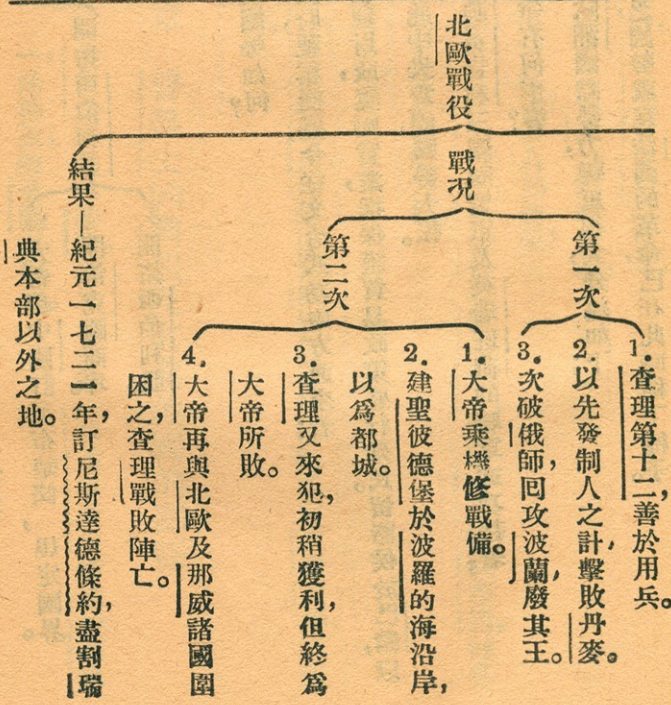 北歐戰役
戰況
第一次
1.查理第十二,善於用兵。
2.以先發制人之計,擊敗丹麥。
3.次破俄師,回攻波蘭,廢其王。
第二次
1.大帝乘機修戰備。
2.建聖彼德堡於波羅的海沿岸,
以爲都城。
3.查理又來犯,初稍獲利,但終爲
大帝所敗。
4.大帝再與北歐及那威諸國圍
困之,查理戰敗陣亡。
結果—紀元一七二一年,訂尼斯達德條約,盡割瑞
典本部以外之地。